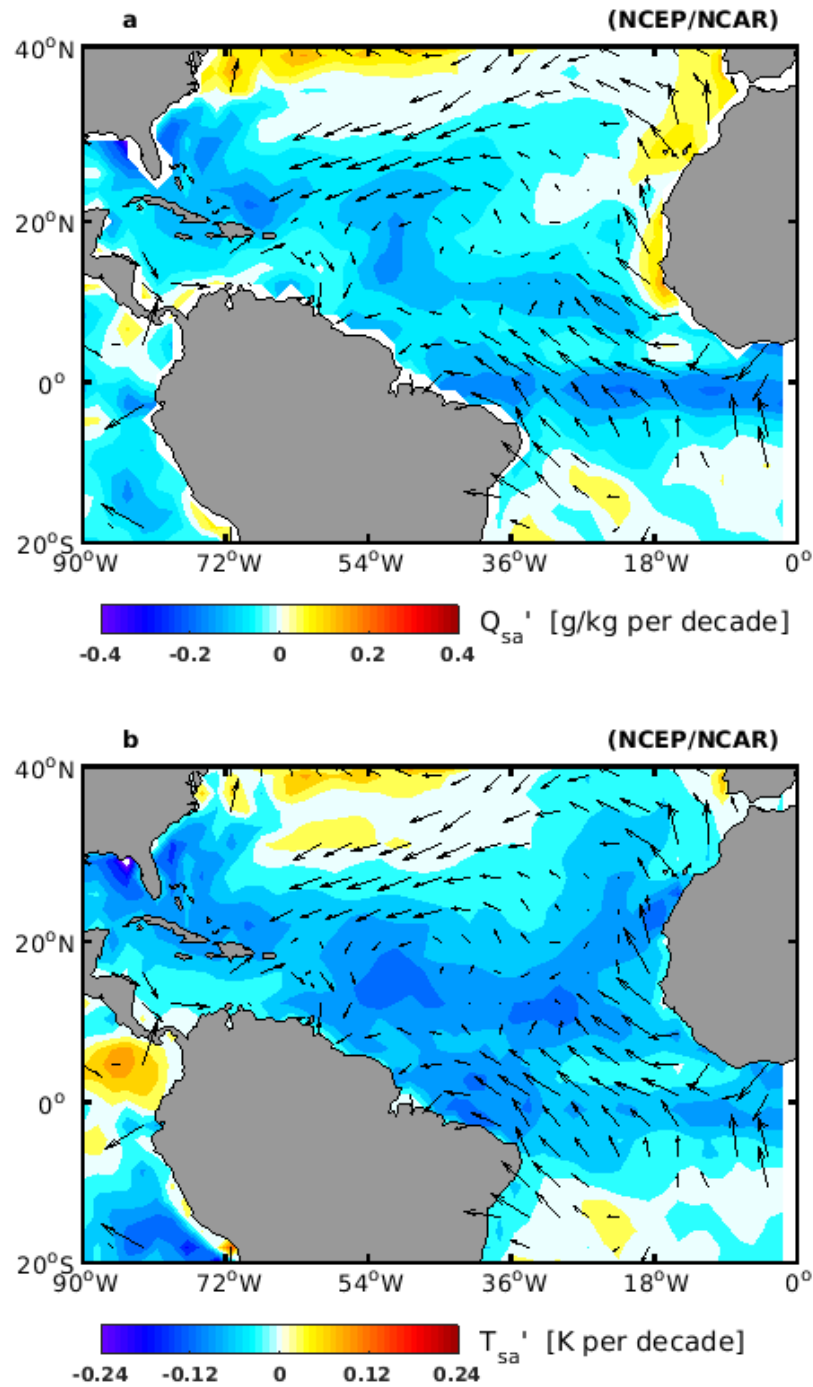 a (NCEP/NCAR)
40°N
20°N
0°
20°S
90°W 72°W 54°W 36°W 18°W 0°
Q_sa' [g/kg per decade]
-0.4 -0.2 0 0.2 0.4
b (NCEP/NCAR)
40°N
20°N
0°
20°S
90°W 72°W 54°W 36°W 18°W 0°
T_sa' [K per decade]
-0.24 -0.12 0 0.12 0.24